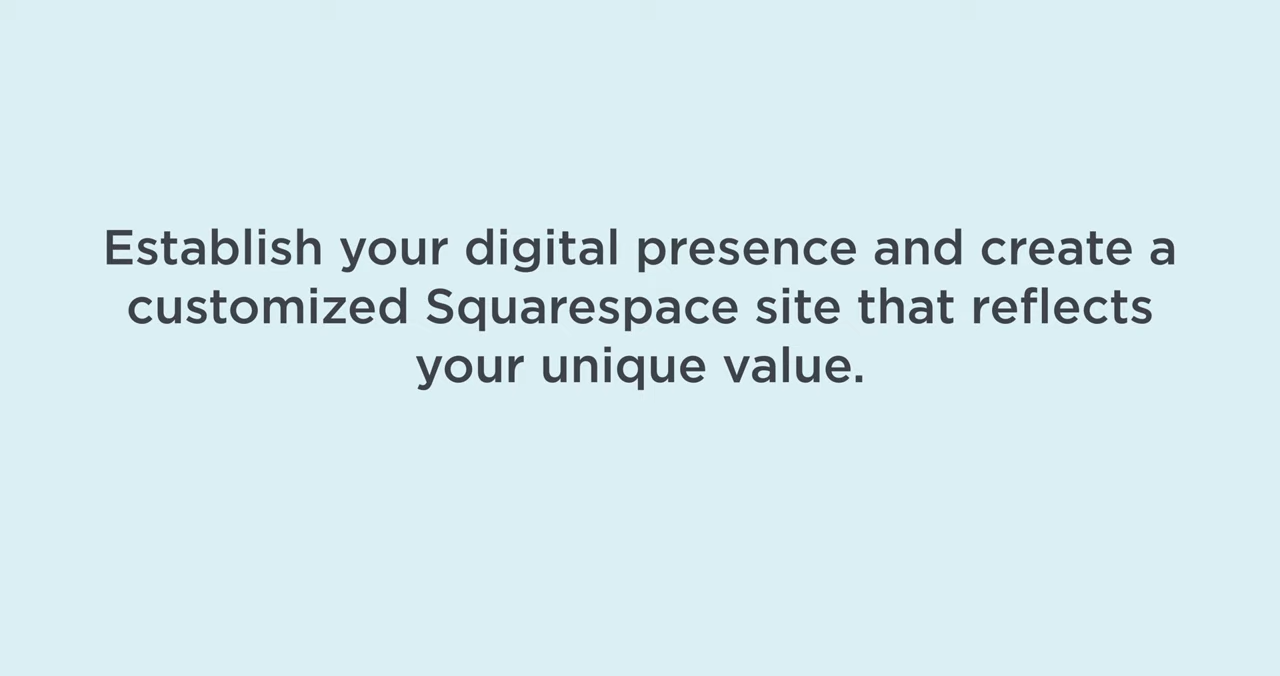 Establish your digital presence and create a
customized Squarespace site that reflects
your unique value.